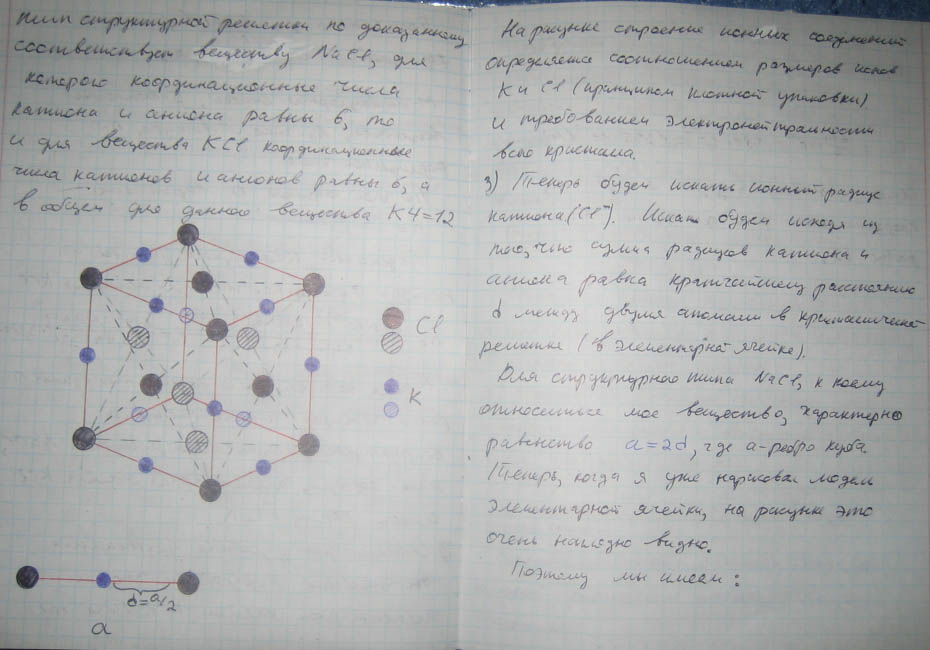 тип структурной решетки по доказанному
соответствует веществу NaCl, для
которого координационные числа
катиона и аниона равны 6, то
и для вещества KCl координационные
числа катионов и анионов равны 6, а
в общем для данного вещества КЧ=12
Cl
K
d=a/2
a
На рисунке строение ионных соединений
определяется соотношением размеров ионов
K и Cl (принципом плотной упаковки)
и требованием электронейтральности
всего кристалла.
3) Теперь будем искать ионный радиус
катиона (Cl⁻). Искать будем исходя из
того, что сумма радиусов катиона и
аниона равна кратчайшему расстоянию
d между двумя атомами в кристаллической
решетке (в элементарной ячейке).
Для структурного типа NaCl, к коему
относиться мое вещество, характерно
равенство a=2d, где a-ребро куба
Теперь, когда я уже нарисовал модель
элементарной ячейки, на рисунке это
очень наглядно видно.
Поэтому мы имеем: